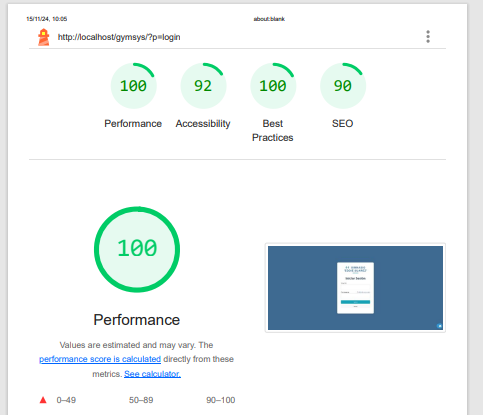 15/11/24, 10:05
about:blank
http://localhost/gymsys/?p=login
100
92
100
90
Performance
Accessibility
Best
Practices
SEO
100
Performance
Values are estimated and may vary. The
performance score is calculated directly from these
metrics. See calculator.
0–49
50–89
90–100